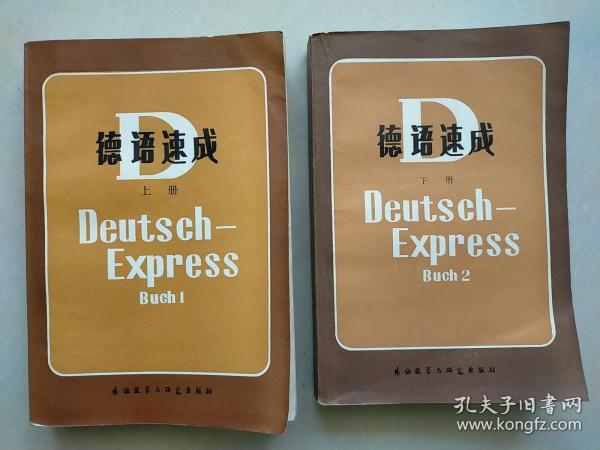 D
德语速成
上册
Deutsch-
Express
Buch 1
外语教学与研究出版社
D
德语速成
下册
Deutsch-
Express
Buch 2
外语教学与研究出版社
孔夫子旧书网
www.kongfz.com